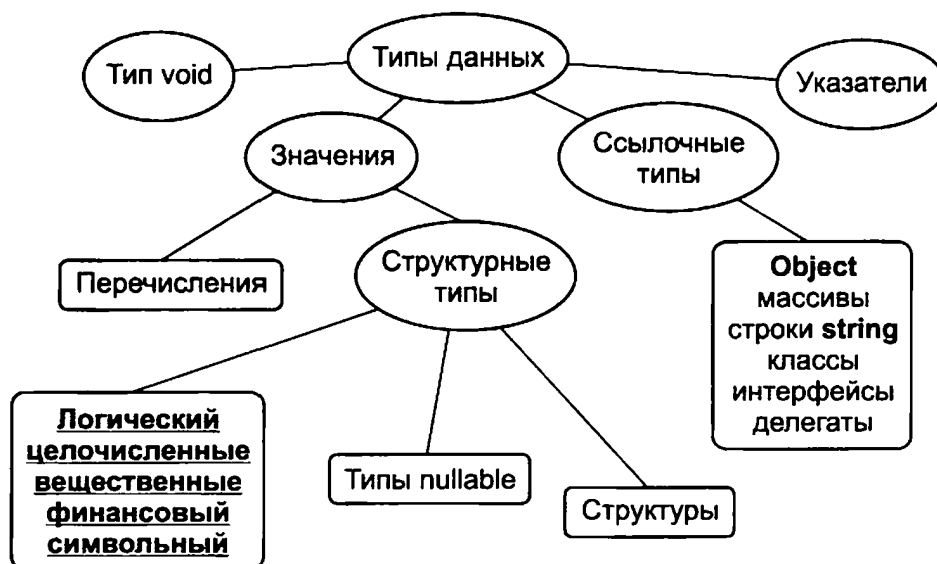 Тип void
Типы данных
Указатели
Значения
Ссылочные
типы
Перечисления
Структурные
типы
Object
массивы
строки string
классы
интерфейсы
делегаты
Логический
целочисленные
вещественные
финансовый
символьный
Типы nullable
Структуры